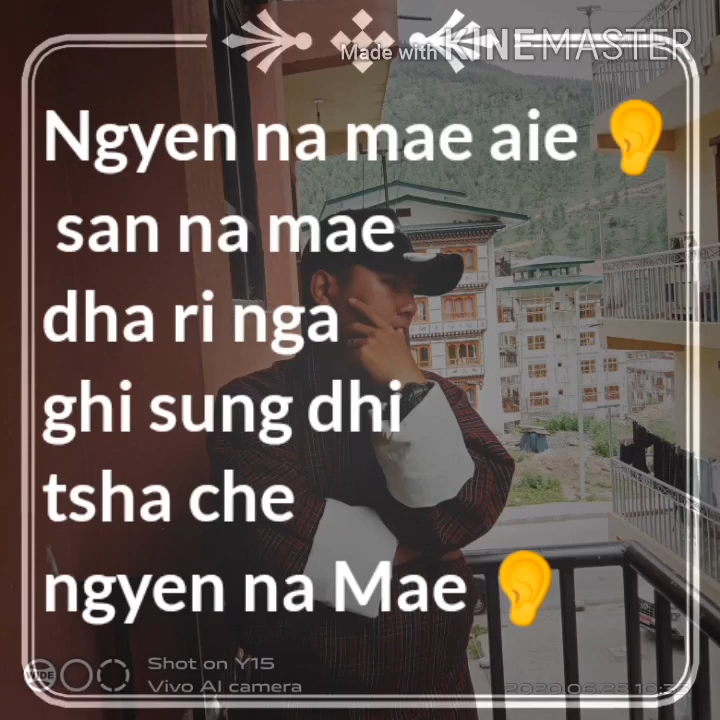 Made with KINEMASTER
Ngyen na mae aie 👂
san na mae
dha ri nga
ghi sung dhi
tsha che
ngyen na Mae 👂
WIDE
Shot on Y15
Vivo AI camera